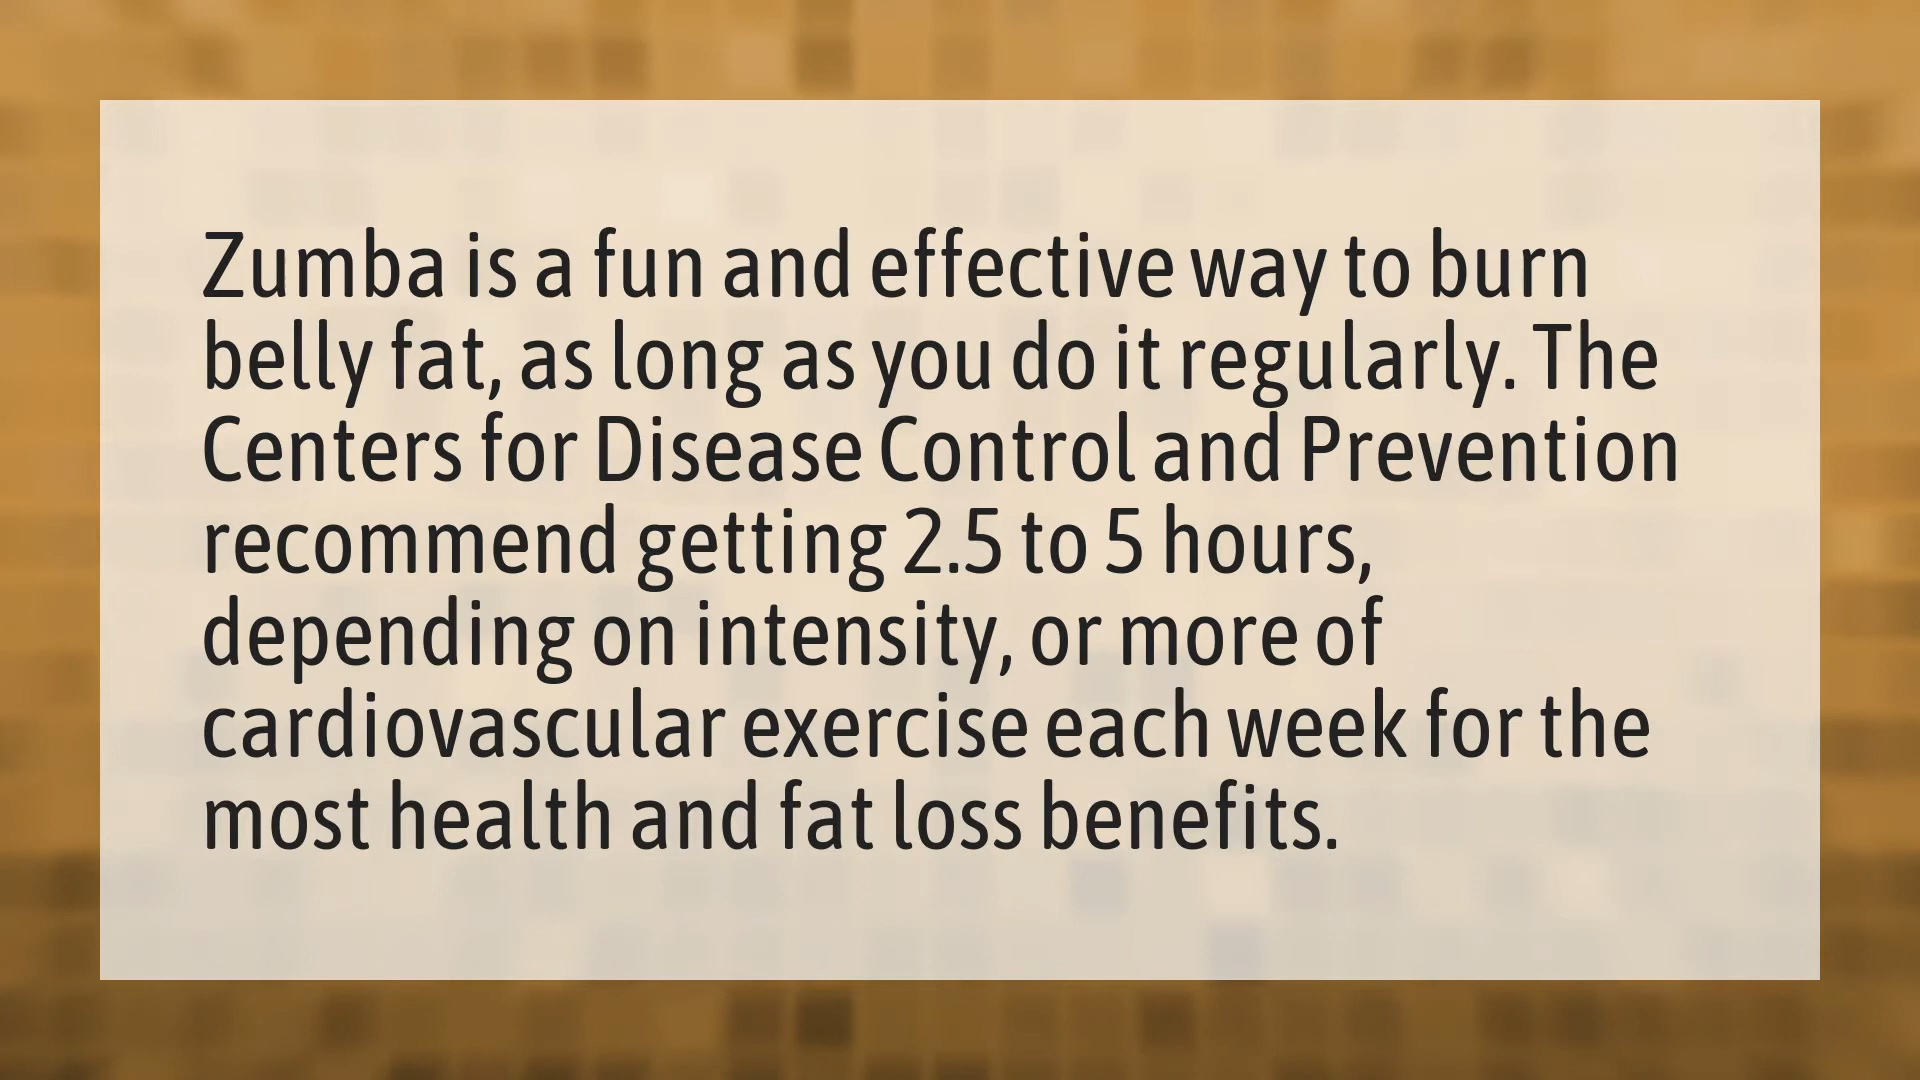 Zumba is a fun and effective way to burn
belly fat, as long as you do it regularly. The
Centers for Disease Control and Prevention
recommend getting 2.5 to 5 hours,
depending on intensity, or more of
cardiovascular exercise each week for the
most health and fat loss benefits.